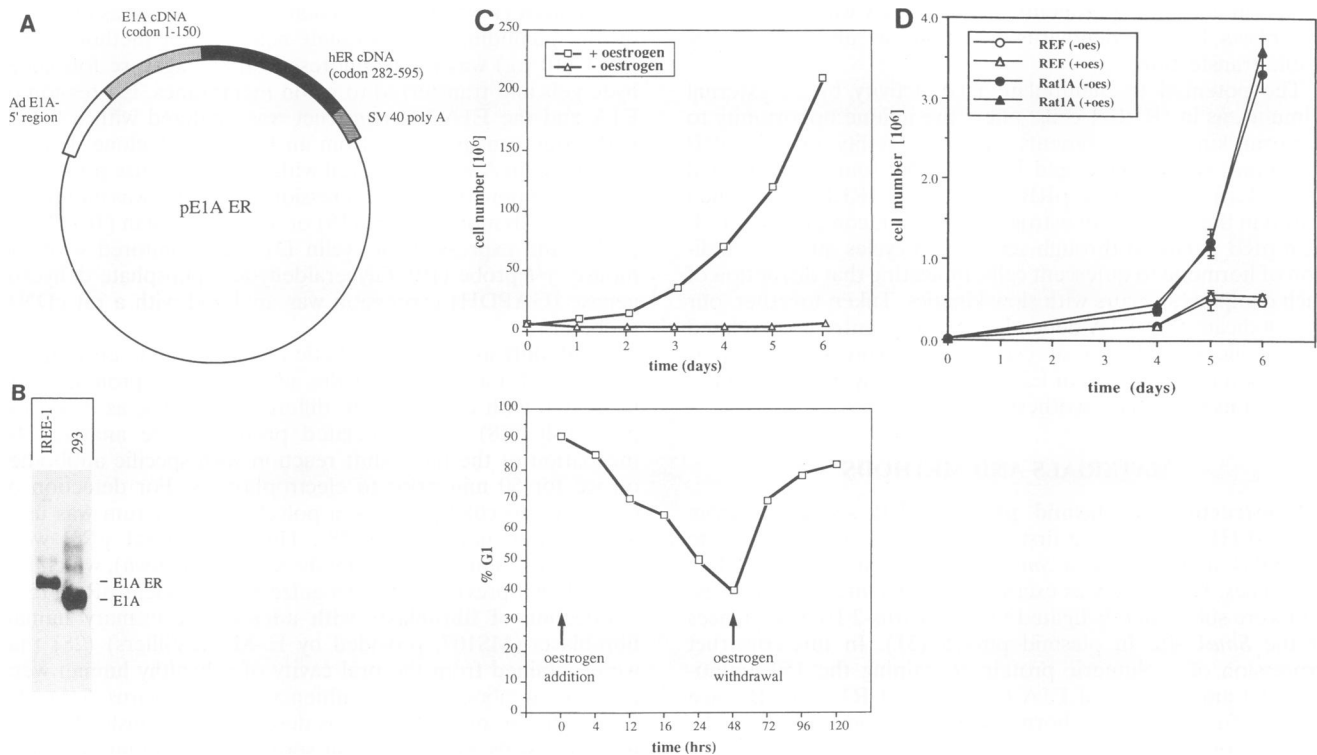 A
E1A cDNA
(codon 1-150)
hER cDNA
(codon 282-595)
Ad E1A-
5' region
SV 40 poly A
pE1A ER
B
IREE-1
293
E1A ER
E1A
C
+ oestrogen
- oestrogen
cell number [10⁶]
250
200
150
100
50
0
0 1 2 3 4 5 6
time (days)
% G1
100
90
80
70
60
50
40
30
20
10
0
oestrogen
addition
oestrogen
withdrawal
0 4 12 16 24 48 72 96 120
time (hrs)
D
REF (-oes)
REF (+oes)
Rat1A (-oes)
Rat1A (+oes)
cell number [10⁶]
4.0
3.0
2.0
1.0
0.0
0 1 2 3 4 5 6
time (days)